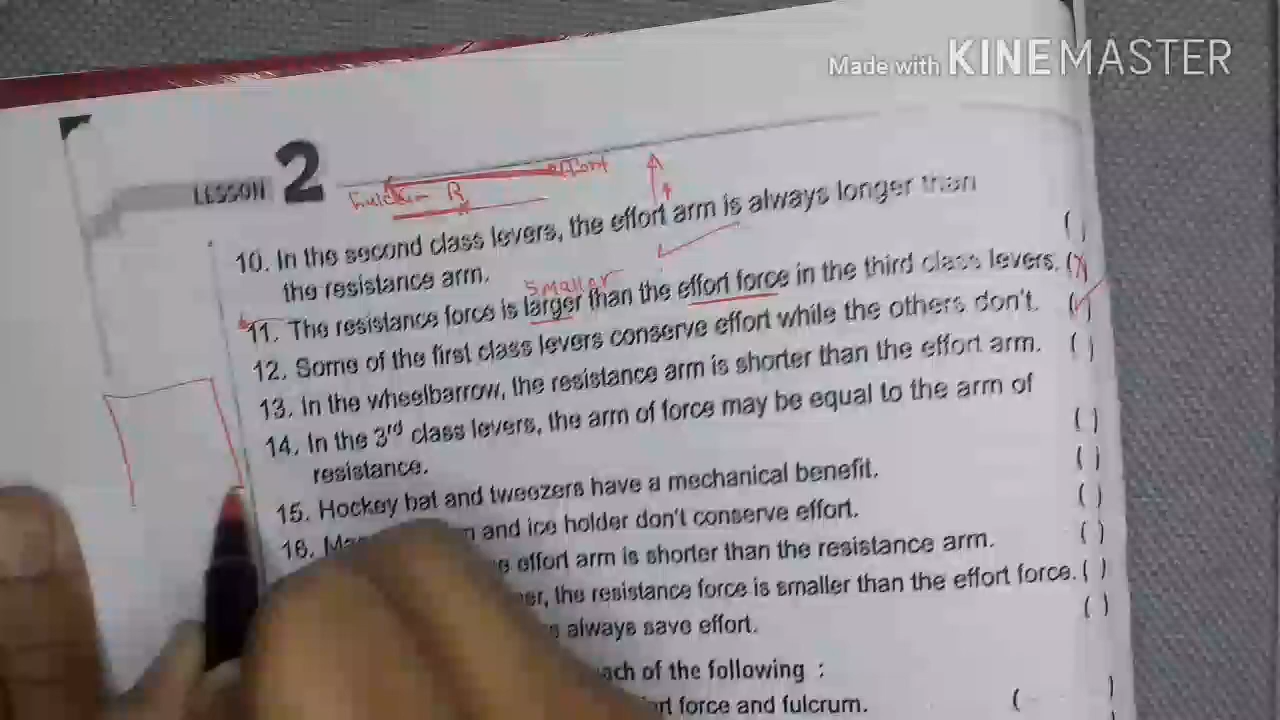 Made with KINEMASTER
LESSON 2
effort
R
10. In the second class levers, the effort arm is always longer than
the resistance arm. ( )
smaller
11. The resistance force is larger than the effort force in the third class levers. (X)
12. Some of the first class levers conserve effort while the others don't. (✓)
13. In the wheelbarrow, the resistance arm is shorter than the effort arm. ( )
14. In the 3rd class levers, the arm of force may be equal to the arm of
resistance. ( )
15. Hockey bat and tweezers have a mechanical benefit. ( )
16. and ice holder don't conserve effort. ( )
effort arm is shorter than the resistance arm. ( )
the resistance force is smaller than the effort force. ( )
always save effort. ( )
of the following :
force and fulcrum. ( )